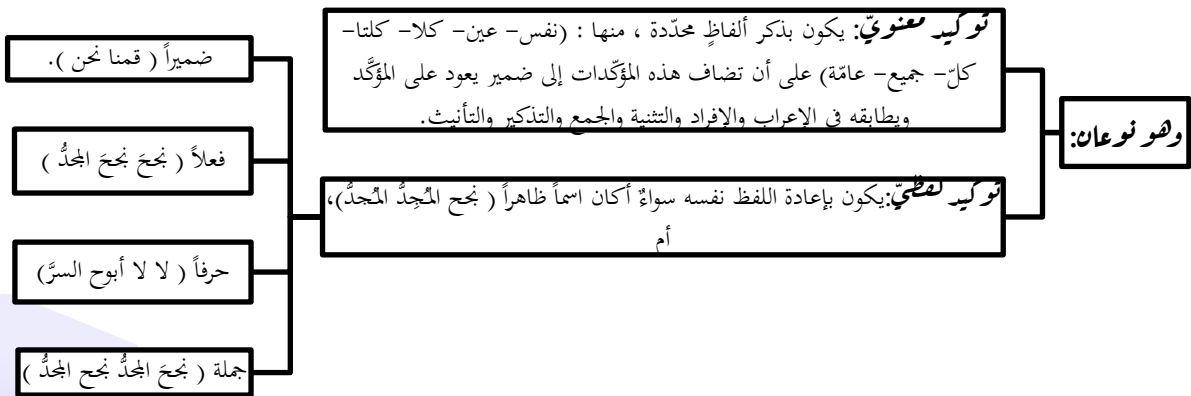 وهو نوعان:
توكيد معنويّ: يكون بذكر ألفاظٍ محدّدة ، منها : (نفس– عين– كلا– كلتا–
كلّ– جميع– عامّة) على أن تضاف هذه المؤكّدات إلى ضمير يعود على المؤكَّد
ويطابقه في الإعراب والإفراد والتثنية والجمع والتذكير والتأنيث.
توكيد لفظيّ:يكون بإعادة اللفظ نفسه سواءٌ أكان اسماً ظاهراً ( نجح المُجِدُّ المُجدُّ)،
أم
ضميراً ( قمنا نحن ).
فعلاً ( نجحَ نجحَ المجدُّ )
حرفاً ( لا لا أبوح السرَّ)
جملة ( نجحَ المجدُّ نجح المجدُّ )